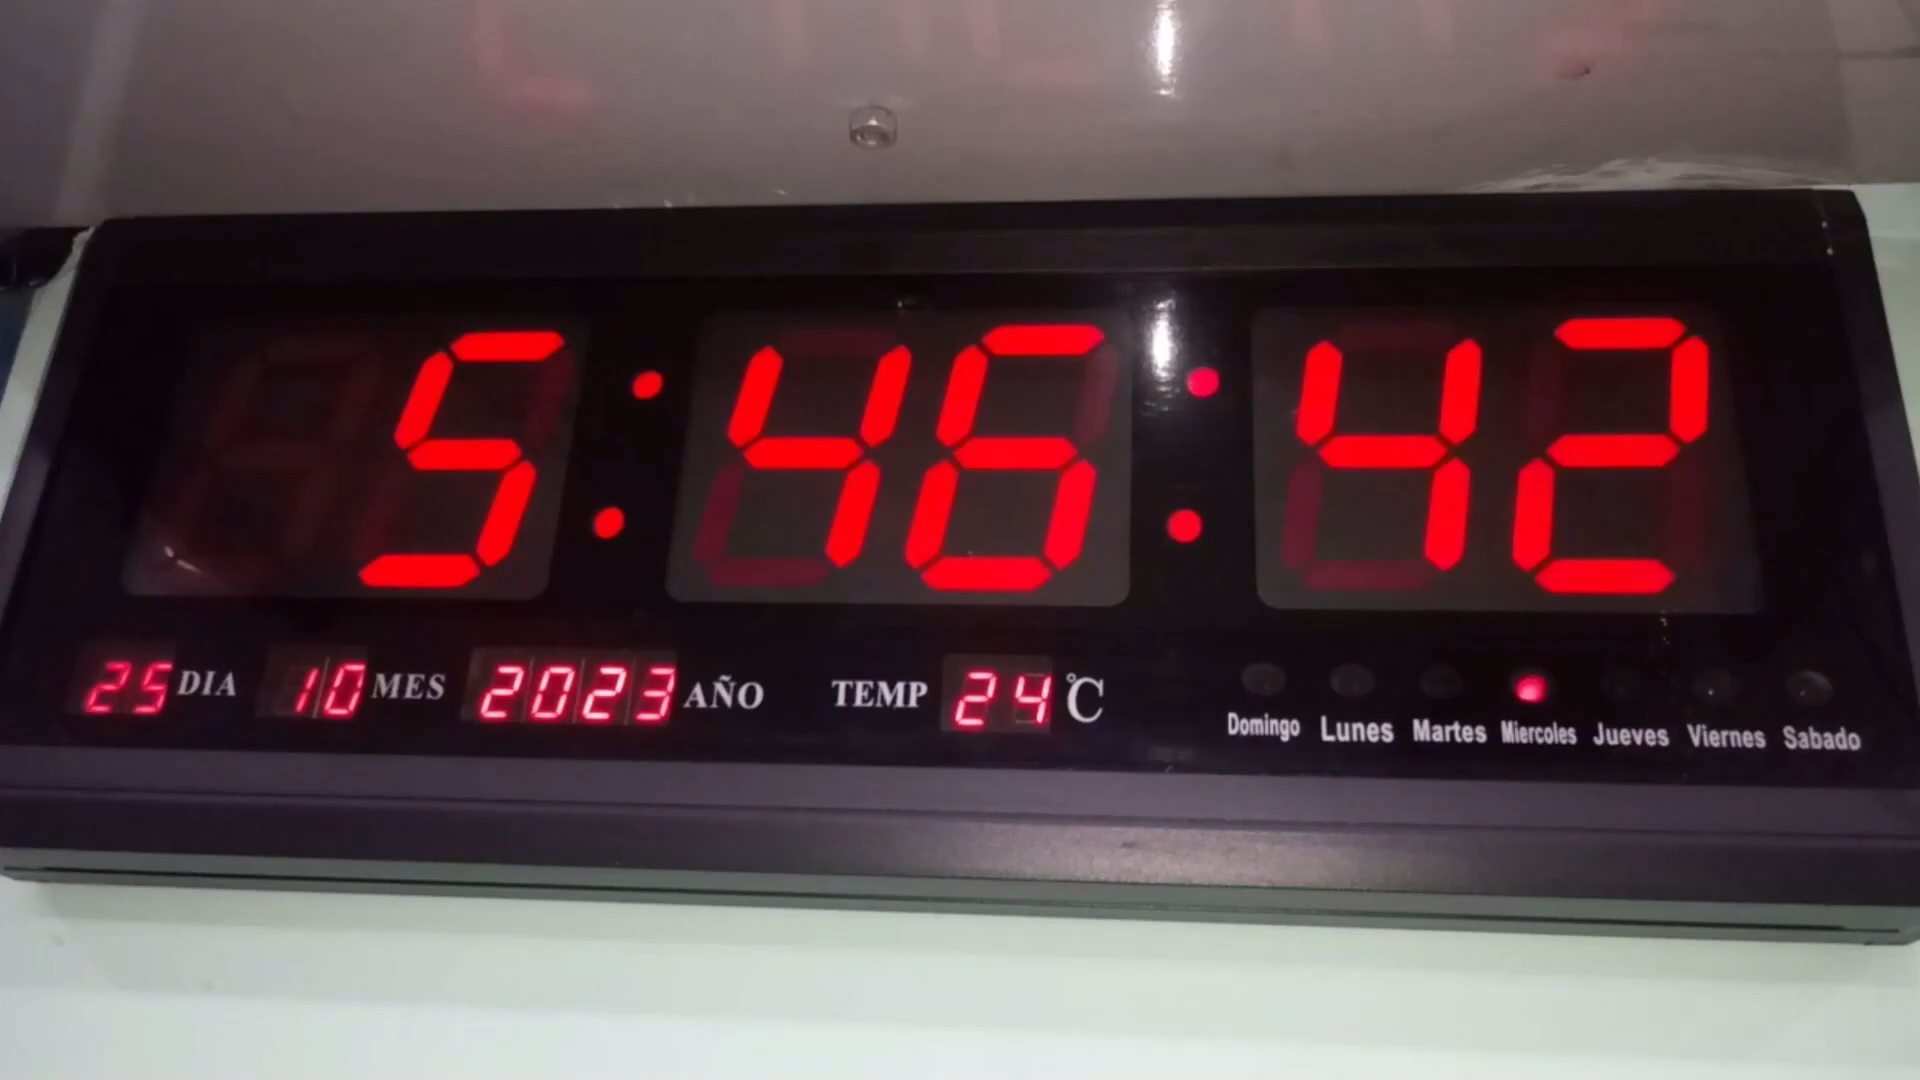 5:46:42
25 DIA 10 MES 2023 AÑO TEMP 24 ℃
Domingo Lunes Martes Miercoles Jueves Viernes Sabado